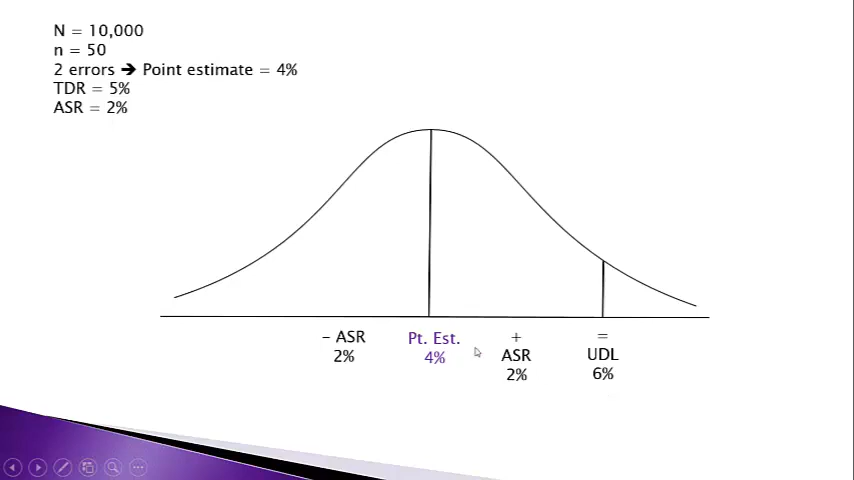 N = 10,000
n = 50
2 errors ➔ Point estimate = 4%
TDR = 5%
ASR = 2%
– ASR
2%
Pt. Est.
4%
+
ASR
2%
=
UDL
6%